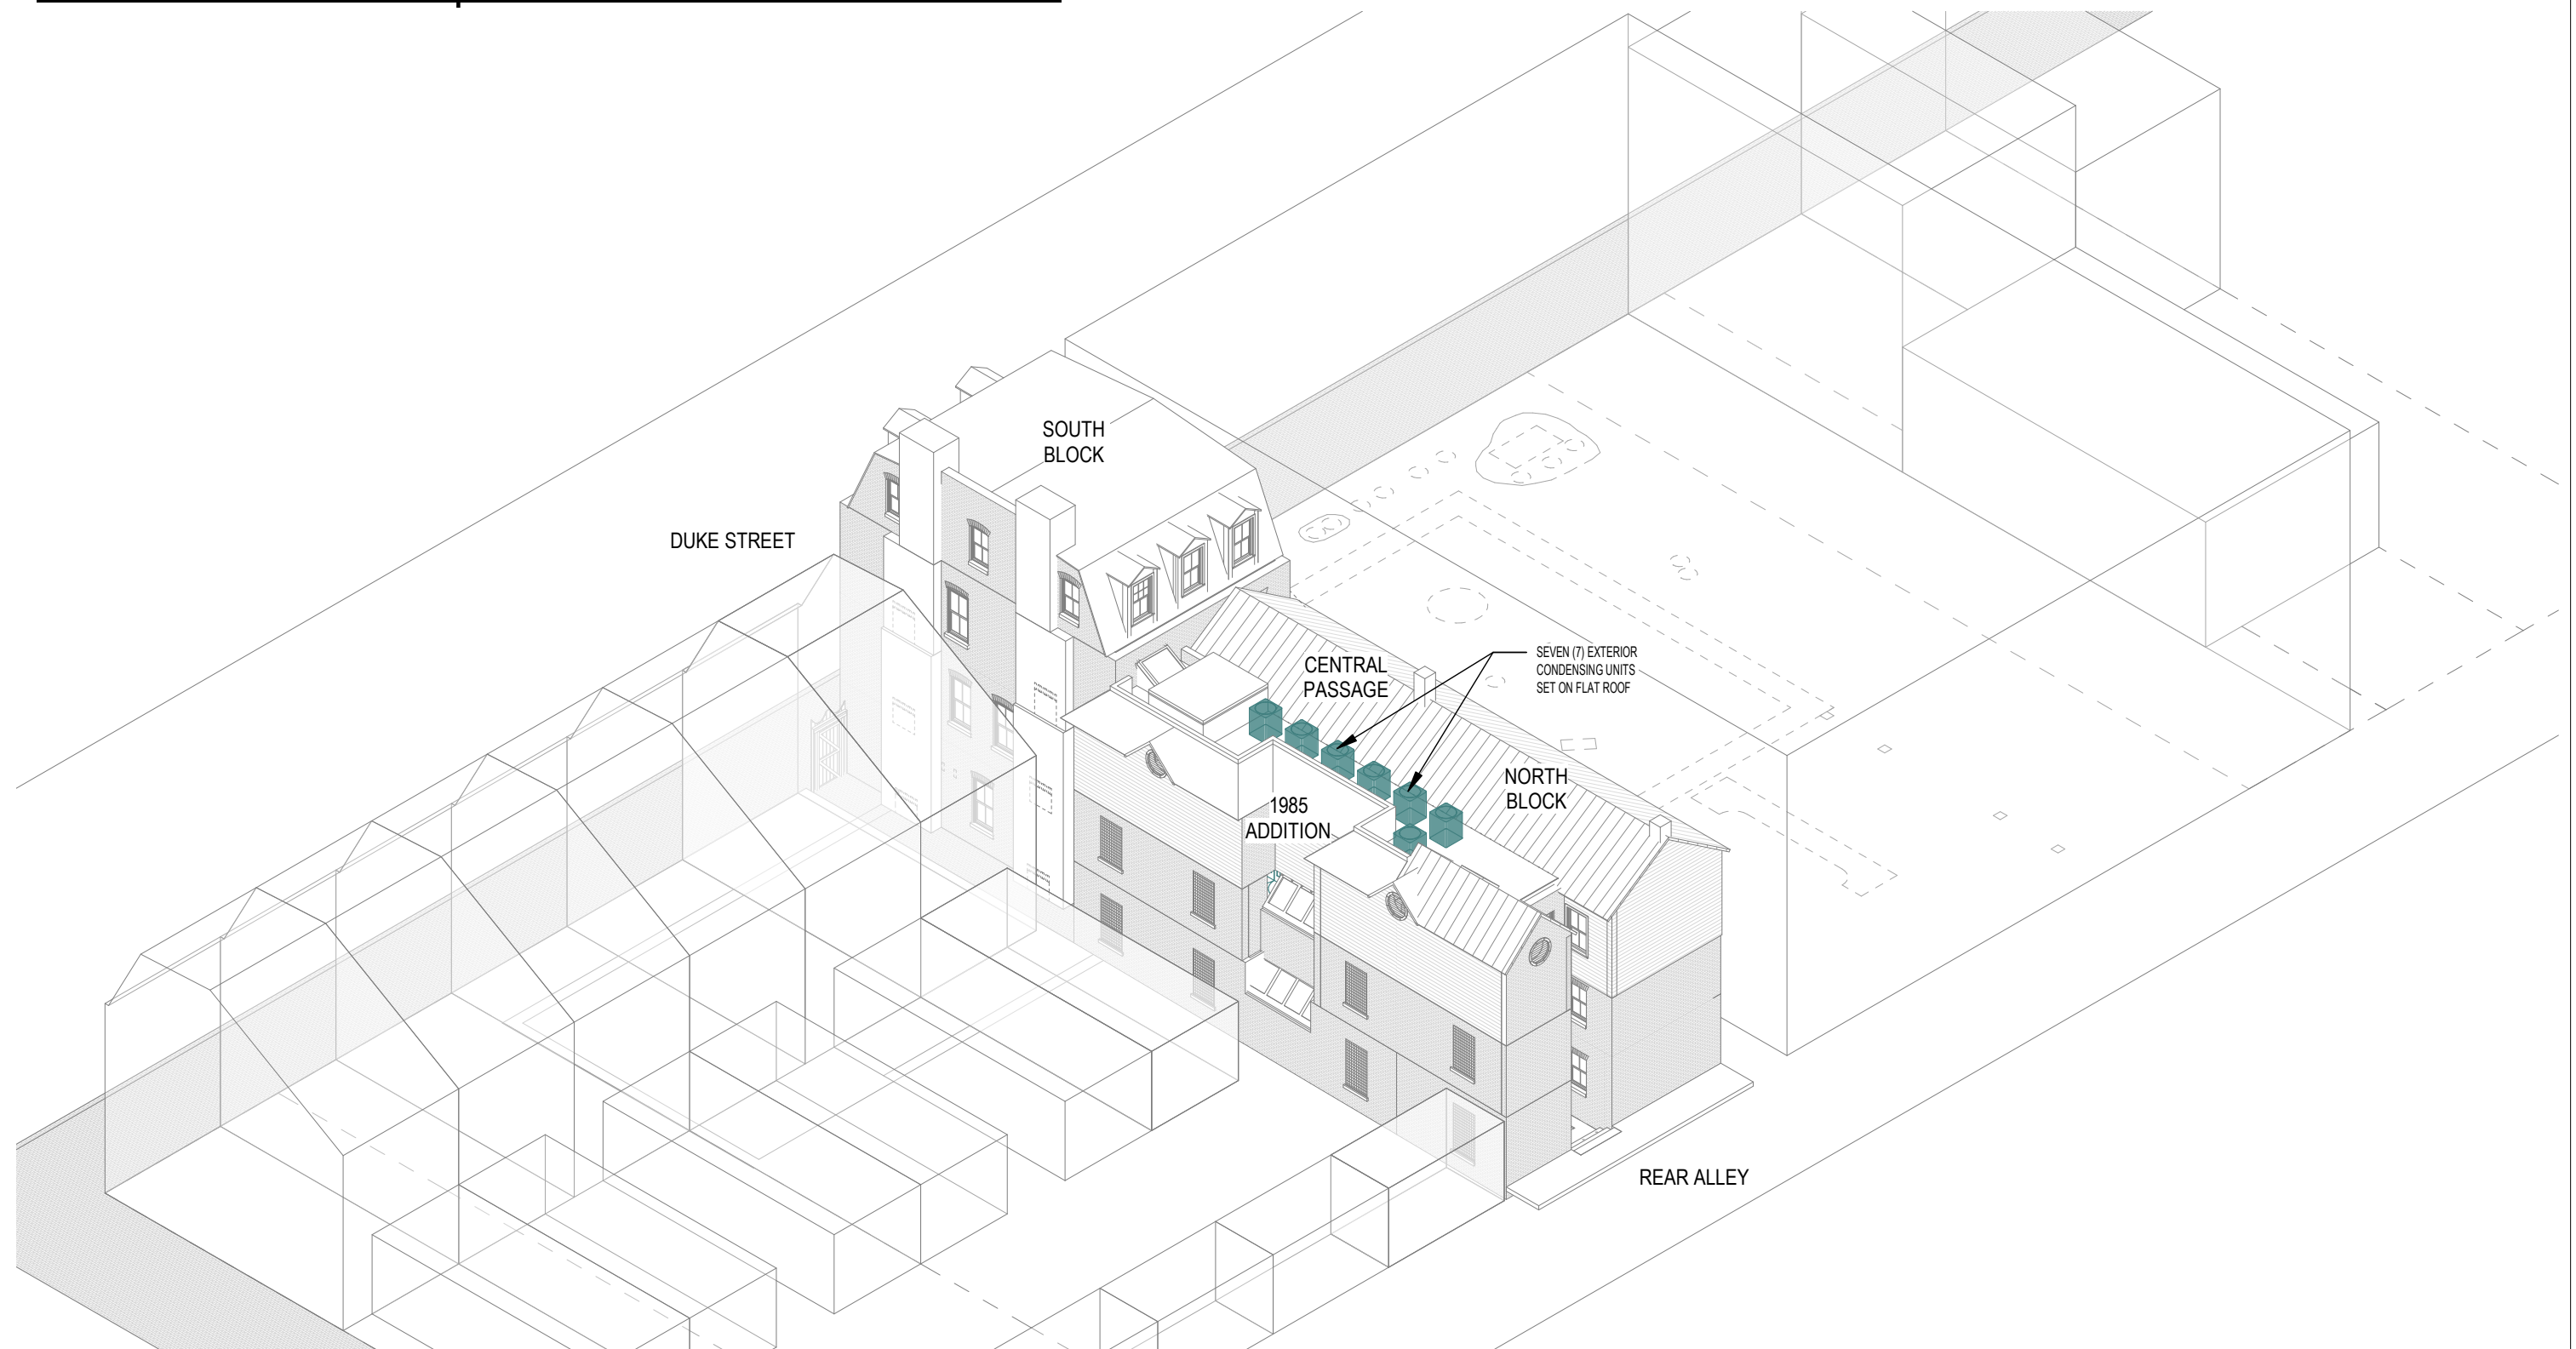 SOUTH
BLOCK
DUKE STREET
CENTRAL
PASSAGE
SEVEN (7) EXTERIOR
CONDENSING UNITS
SET ON FLAT ROOF
NORTH
BLOCK
1985
ADDITION
REAR ALLEY